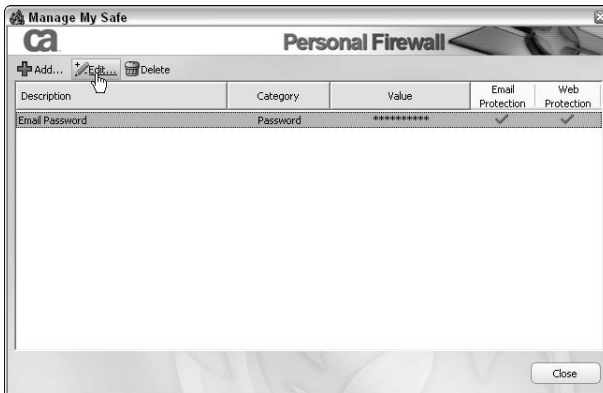 Manage My Safe
ca
Personal Firewall
Add... Edit... Delete
Description Category Value Email Protection Web Protection
Email Password Password **********
Close